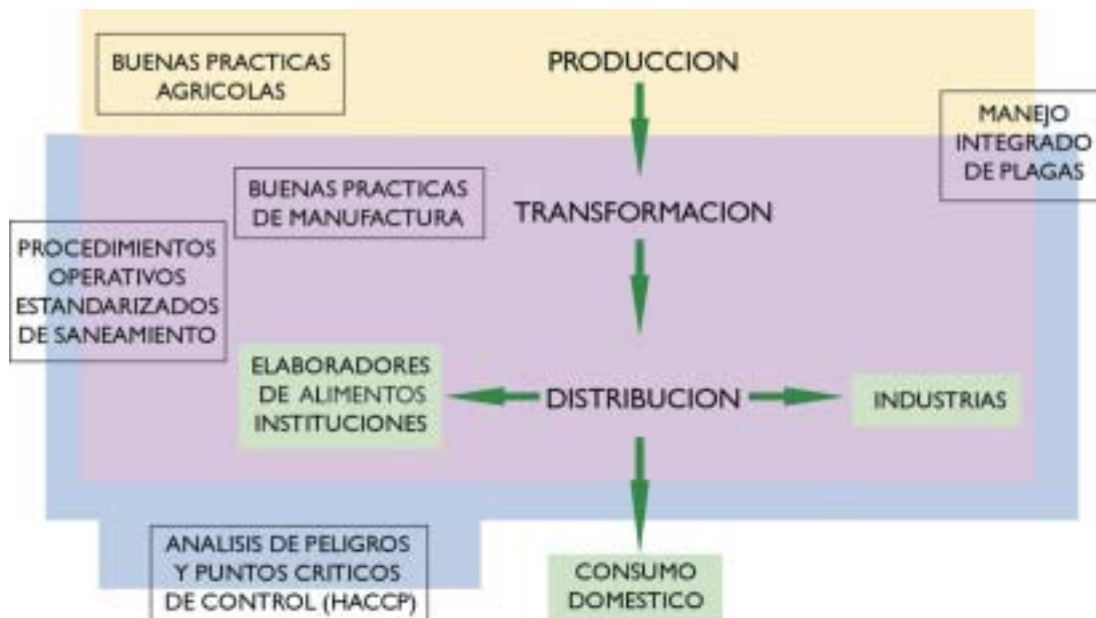 BUENAS PRACTICAS
AGRICOLAS
PRODUCCION
MANEJO
INTEGRADO
DE PLAGAS
BUENAS PRACTICAS
DE MANUFACTURA
TRANSFORMACION
PROCEDIMIENTOS
OPERATIVOS
ESTANDARIZADOS
DE SANEAMIENTO
ELABORADORES
DE ALIMENTOS
INSTITUCIONES
DISTRIBUCION
INDUSTRIAS
ANALISIS DE PELIGROS
Y PUNTOS CRITICOS
DE CONTROL (HACCP)
CONSUMO
DOMESTICO